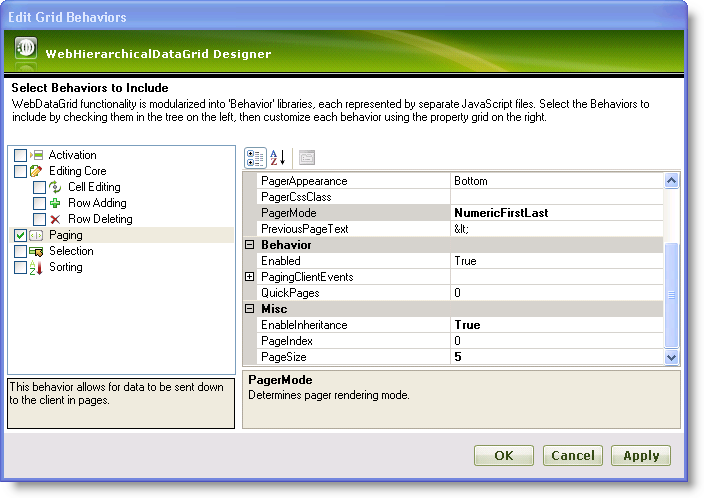 Edit Grid Behaviors
WebHierarchicalDataGrid Designer
Select Behaviors to Include
WebDataGrid functionality is modularized into 'Behavior' libraries, each represented by separate JavaScript files. Select the Behaviors to
include by checking them in the tree on the left, then customize each behavior using the property grid on the right.
Activation
Editing Core
Cell Editing
Row Adding
Row Deleting
Paging
Selection
Sorting
This behavior allows for data to be sent down
to the client in pages.
PagerAppearance Bottom
PagerCssClass
PagerMode NumericFirstLast
PreviousPageText &lt;
Behavior
Enabled True
PagingClientEvents
QuickPages 0
Misc
EnableInheritance True
PageIndex 0
PageSize 5
PagerMode
Determines pager rendering mode.
OK Cancel Apply